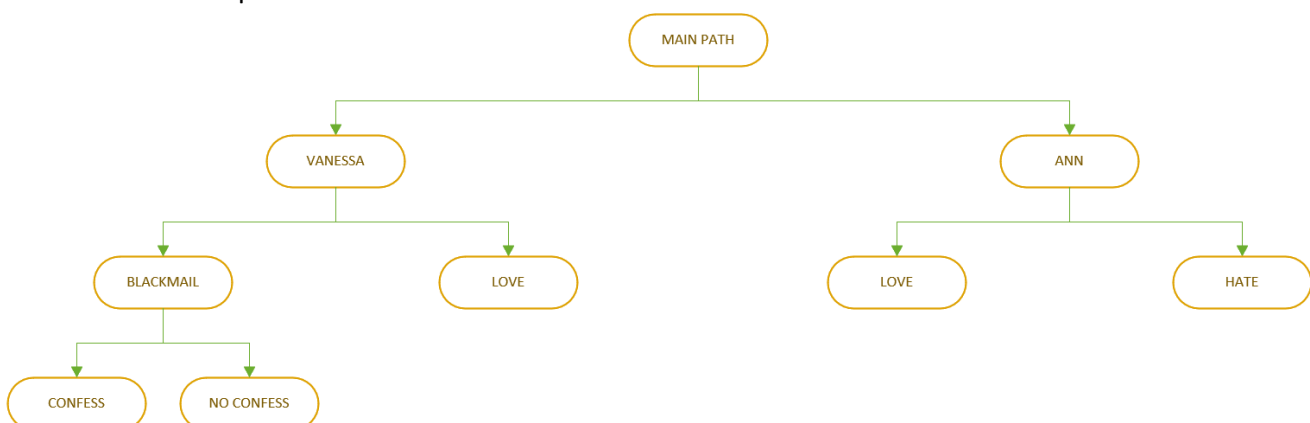 MAIN PATH
VANESSA
ANN
BLACKMAIL
LOVE
LOVE
HATE
CONFESS
NO CONFESS